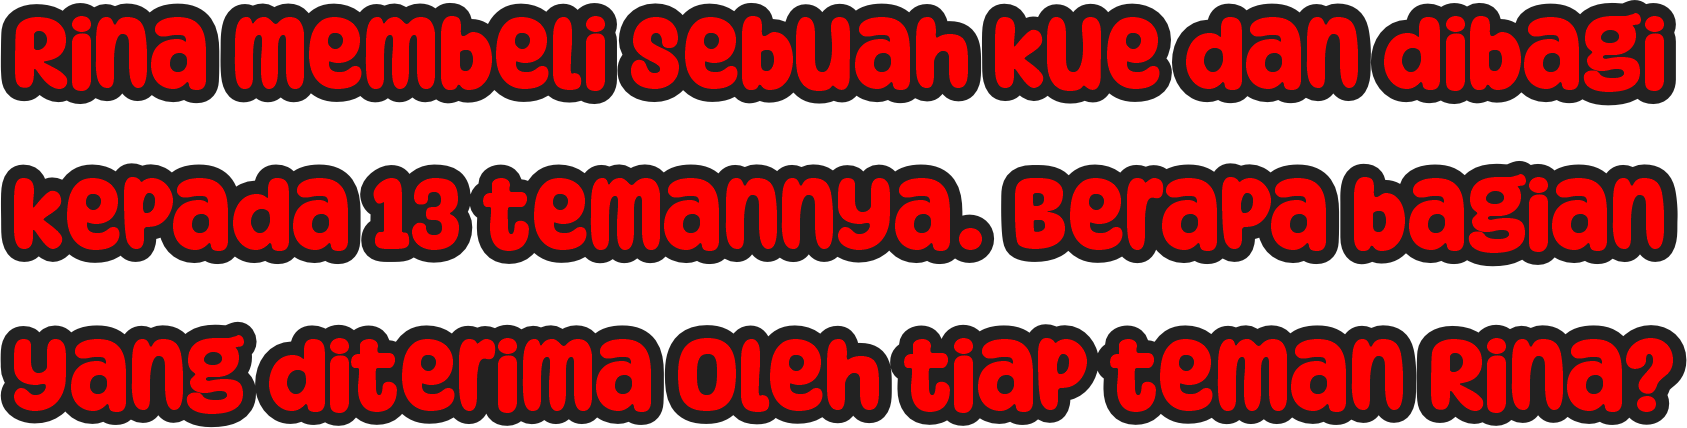 Rina membeli sebuah kue dan dibagi
kepada 13 temannya. Berapa bagian
yang diterima oleh tiap teman Rina?